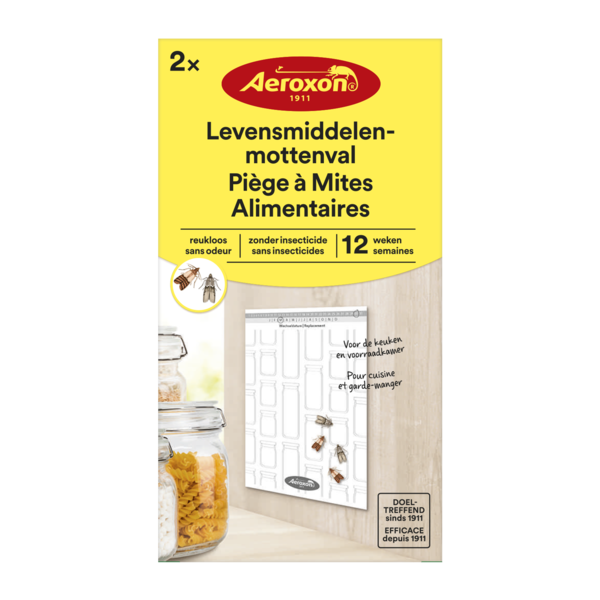 2x
Aeroxon®
1911
Levensmiddelen-
mottenval
Piège à Mites
Alimentaires
reukloos
sans odeur
zonder insecticide
sans insecticides
12 weken
semaines
Voor de keuken
en voorraadkamer
Pour cuisine
et garde-manger
Aeroxon
DOEL-
TREFFEND
sinds 1911
EFFICACE
depuis 1911